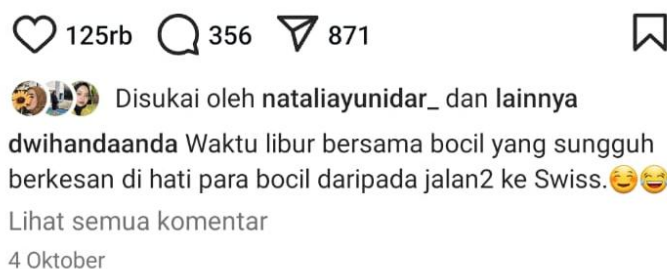 125rb 356 871
Disukai oleh nataliayunidar_ dan lainnya
dwihandaanda Waktu libur bersama bocil yang sungguh
berkesan di hati para bocil daripada jalan2 ke Swiss.😊😂
Lihat semua komentar
4 Oktober